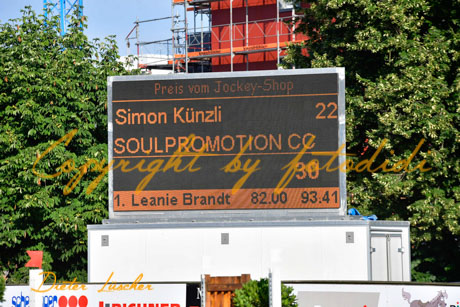 Preis vom Jockey-Shop
Simon Künzli 22
SOULPROMOTION CC
30
1. Leanie Brandt 82.00 93.41
Copyright by fotodidi
Dieter Lüscher